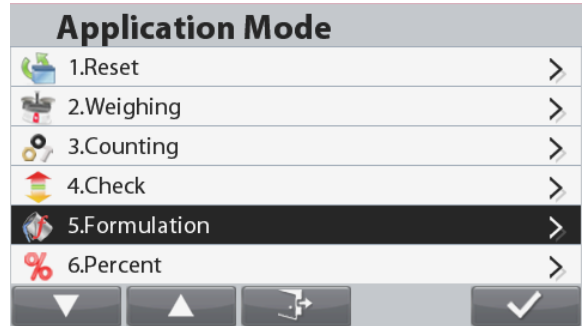 Application Mode
1.Reset
2.Weighing
3.Counting
4.Check
5.Formulation
6.Percent